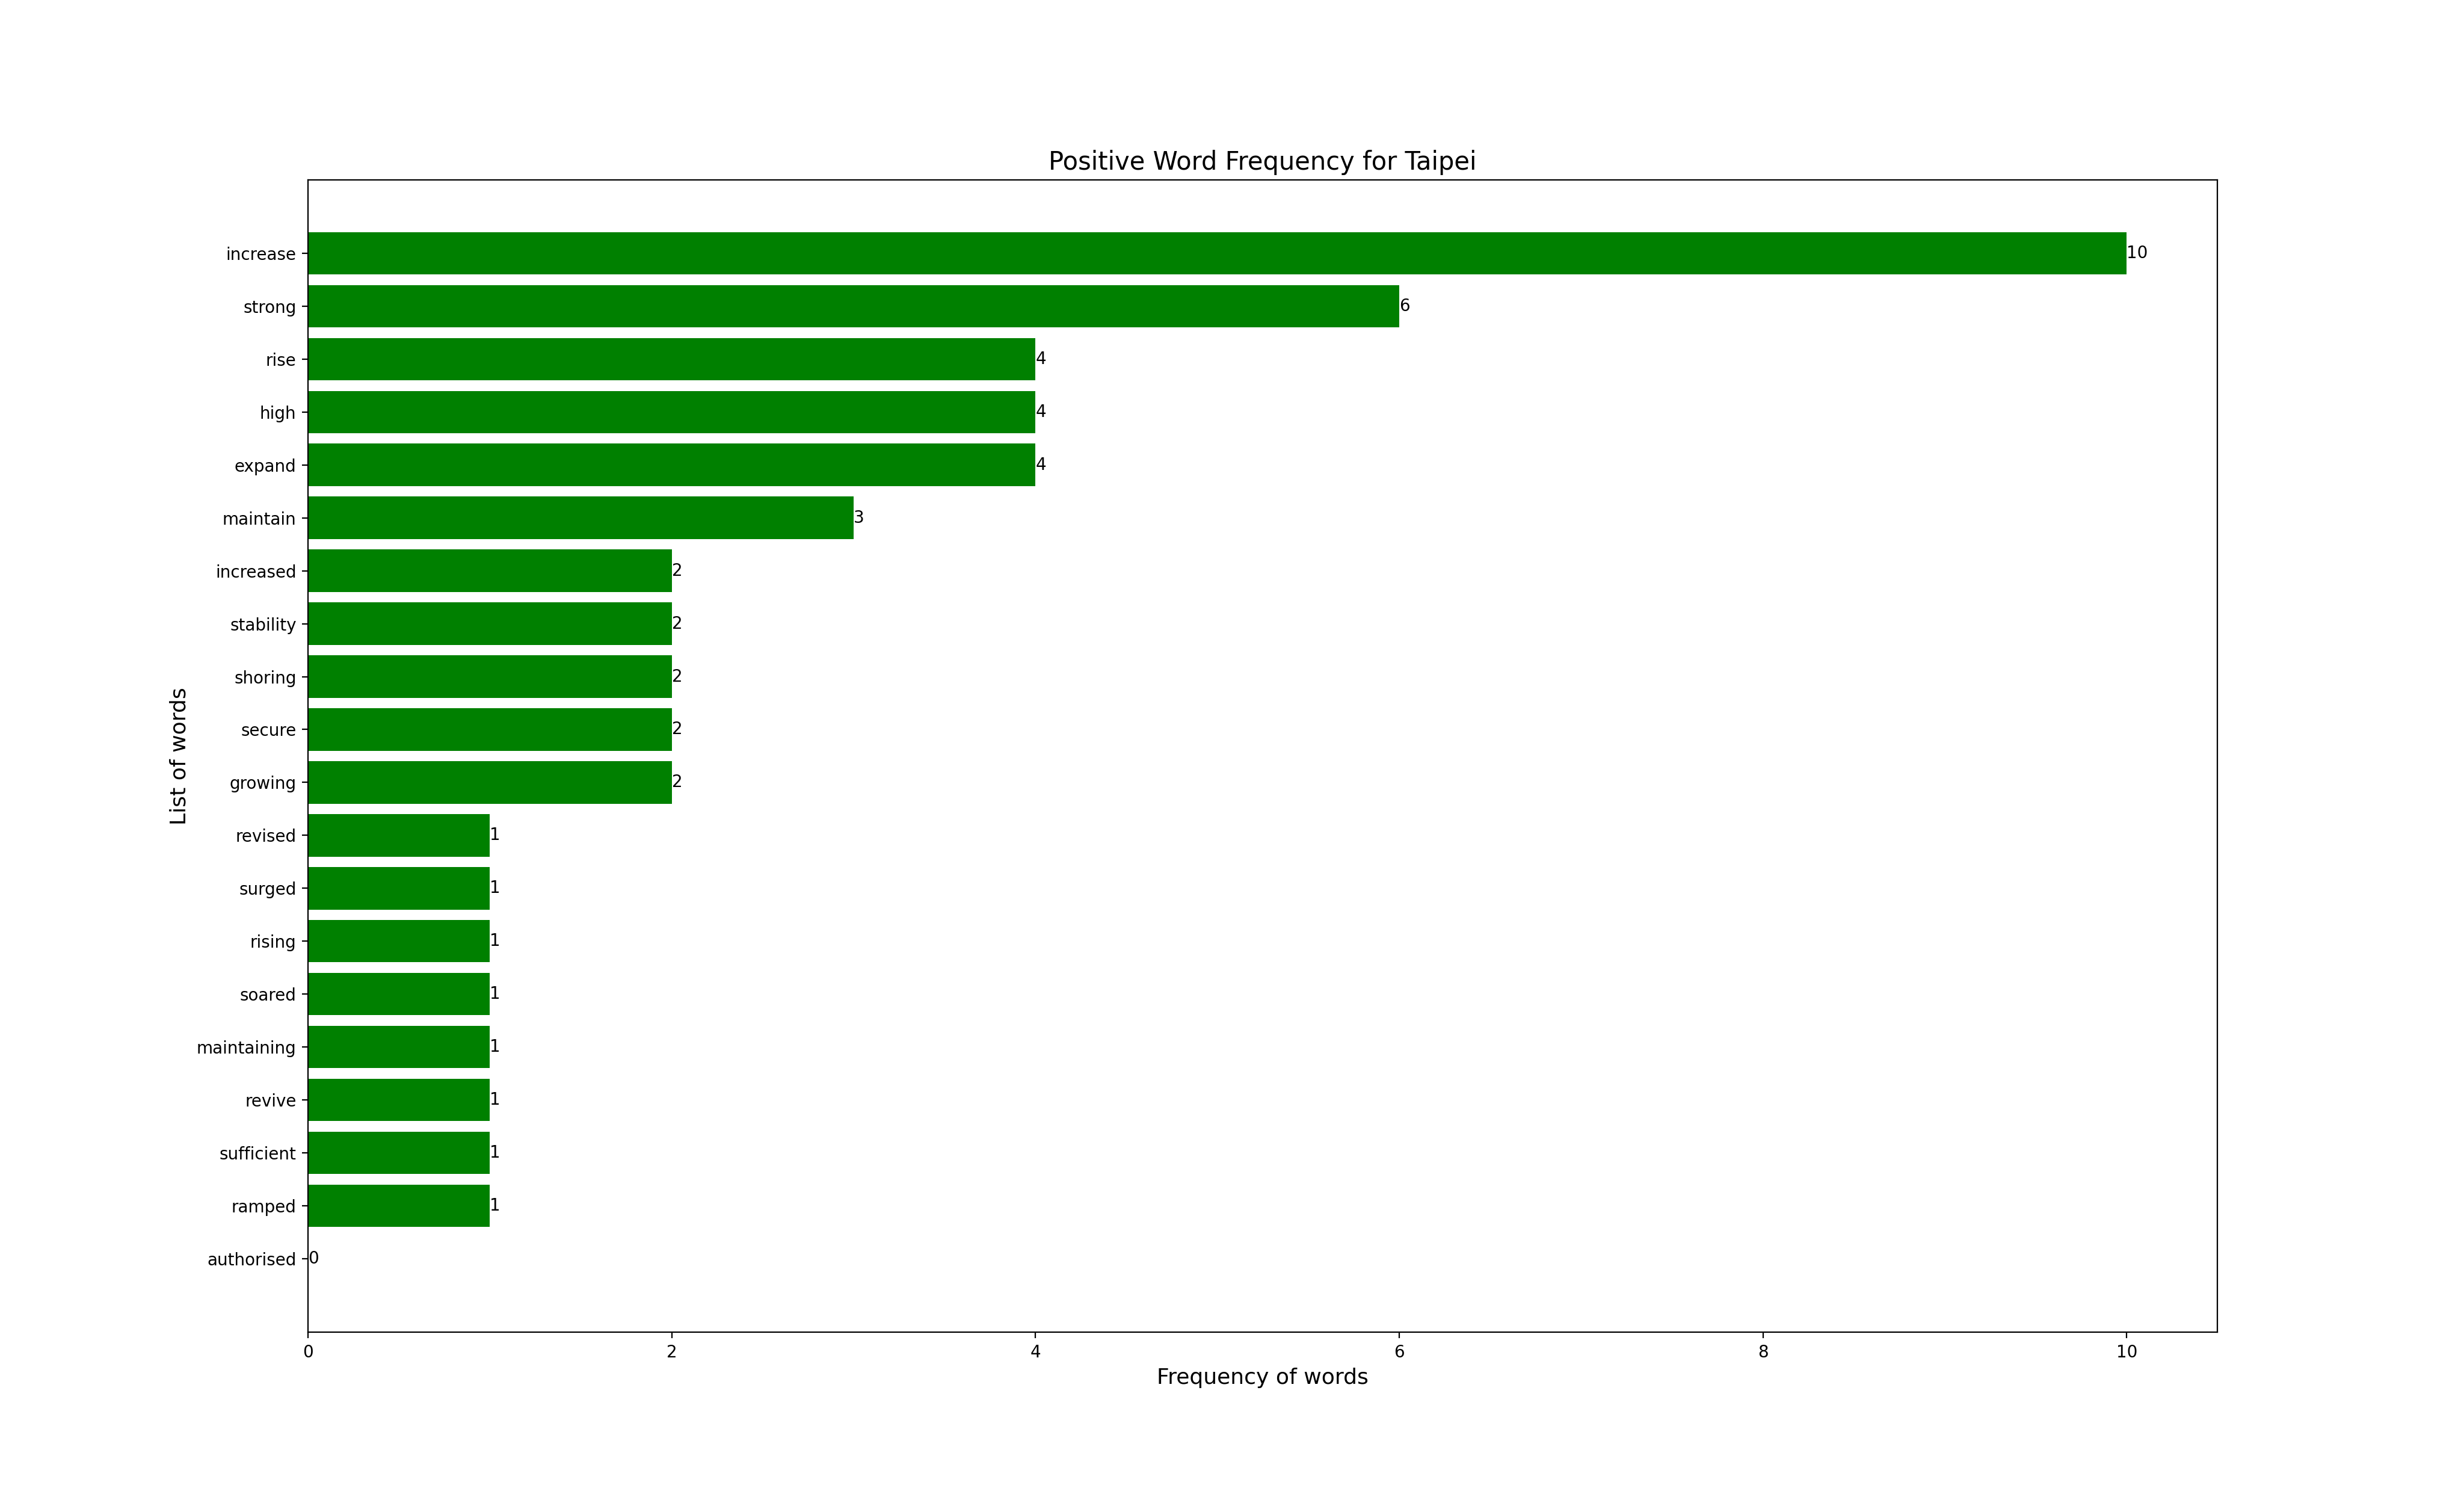 Positive Word Frequency for Taipei
increase 10
strong 6
rise 4
high 4
expand 4
maintain 3
increased 2
stability 2
shoring 2
secure 2
growing 2
revised 1
surged 1
rising 1
soared 1
maintaining 1
revive 1
sufficient 1
ramped 1
authorised 0
List of words
0 2 4 6 8 10
Frequency of words